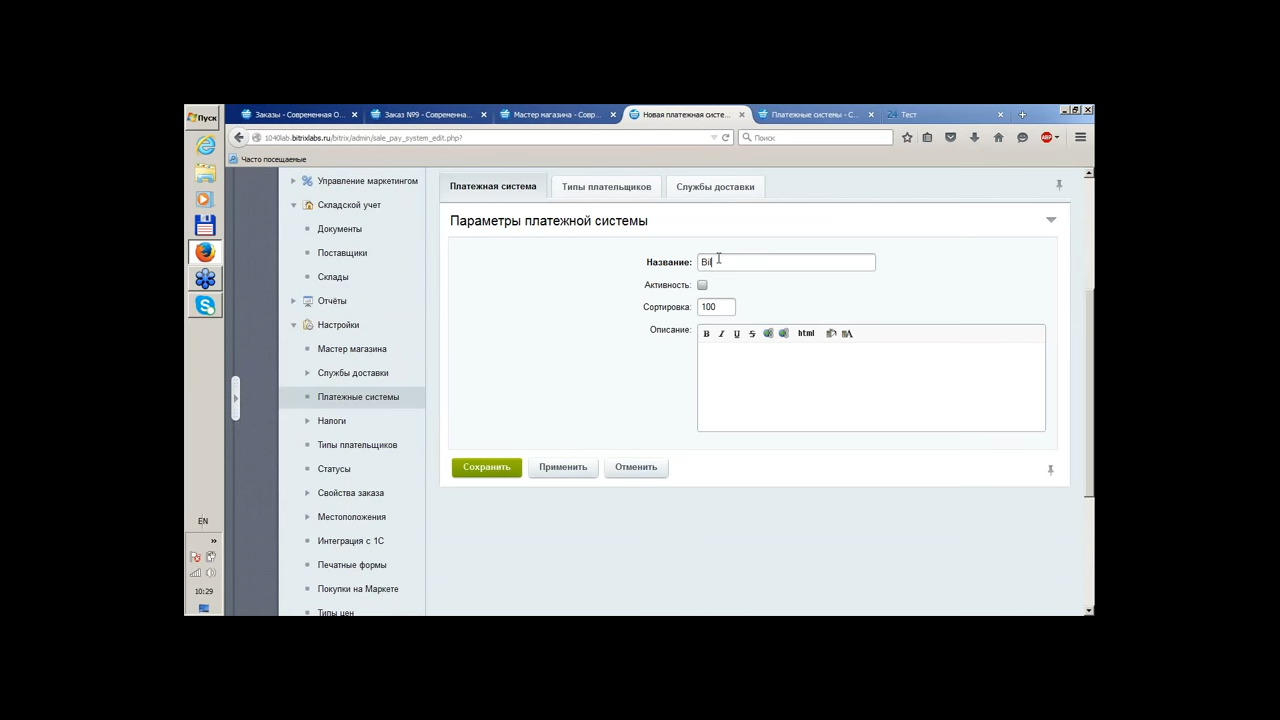 Пуск
Заказы - Современная О...
Заказ №9 - Современна...
Мастер магазина - Совр...
Новая платежная систе...
Платежные системы - С...
24 Тест
1040lab.bitrixlabs.ru/bitrix/admin/sale_pay_system_edit.php?
Поиск
ABP
Часто посещаемые
Управление маркетингом
Складской учет
Документы
Поставщики
Склады
Отчёты
Настройки
Мастер магазина
Службы доставки
Платежные системы
Налоги
Типы плательщиков
Статусы
Свойства заказа
Местоположения
Интеграция с 1С
Печатные формы
Покупки на Маркете
Типы цен
Платежная система
Типы плательщиков
Службы доставки
Параметры платежной системы
Название: Bil
Активность:
Сортировка: 100
Описание:
B I U S html
Сохранить
Применить
Отменить
EN
10:29